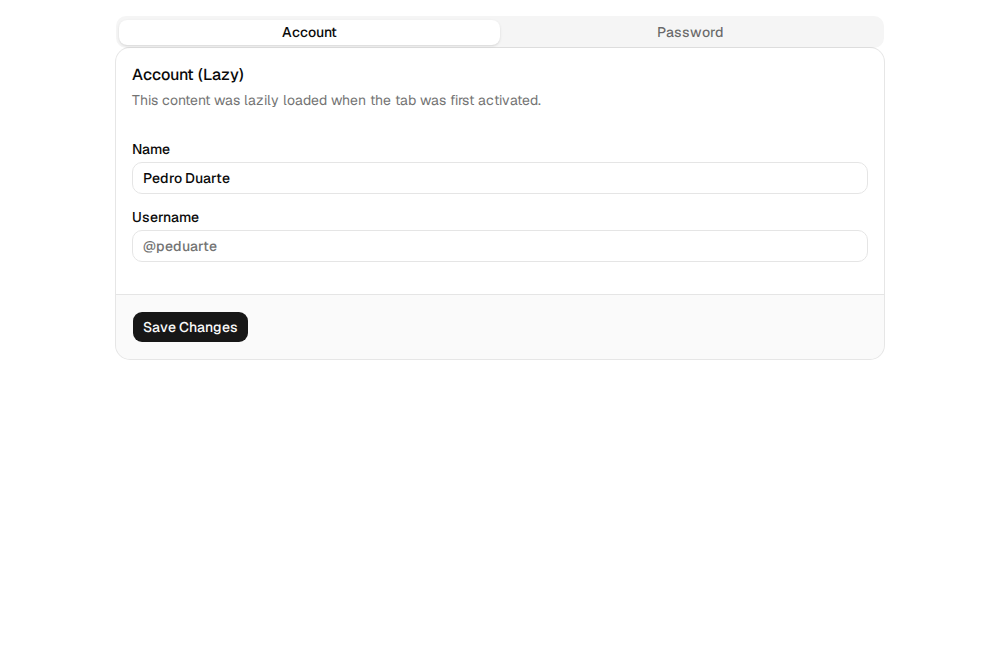 Account
Password
Account (Lazy)
This content was lazily loaded when the tab was first activated.
Name
Pedro Duarte
Username
@peduarte
Save Changes